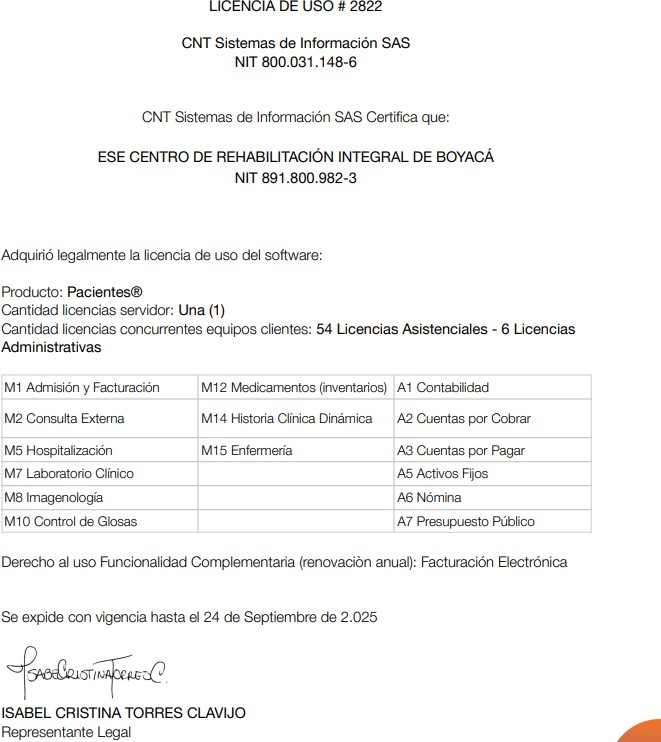 LICENCIA DE USO # 2822
CNT Sistemas de Información SAS
NIT 800.031.148-6
CNT Sistemas de Información SAS Certifica que:
ESE CENTRO DE REHABILITACIÓN INTEGRAL DE BOYACÁ
NIT 891.800.982-3
Adquirió legalmente la licencia de uso del software:
Producto: Pacientes®
Cantidad licencias servidor: Una (1)
Cantidad licencias concurrentes equipos clientes: 54 Licencias Asistenciales - 6 Licencias
Administrativas
M1 Admisión y Facturación M12 Medicamentos (inventarios) A1 Contabilidad
M2 Consulta Externa M14 Historia Clínica Dinámica A2 Cuentas por Cobrar
M5 Hospitalización M15 Enfermería A3 Cuentas por Pagar
M7 Laboratorio Clínico A5 Activos Fijos
M8 Imagenología A6 Nómina
M10 Control de Glosas A7 Presupuesto Público
Derecho al uso Funcionalidad Complementaria (renovaciòn anual): Facturación Electrónica
Se expide con vigencia hasta el 24 de Septiembre de 2.025
Isabel Cristina Torres C.
ISABEL CRISTINA TORRES CLAVIJO
Representante Legal